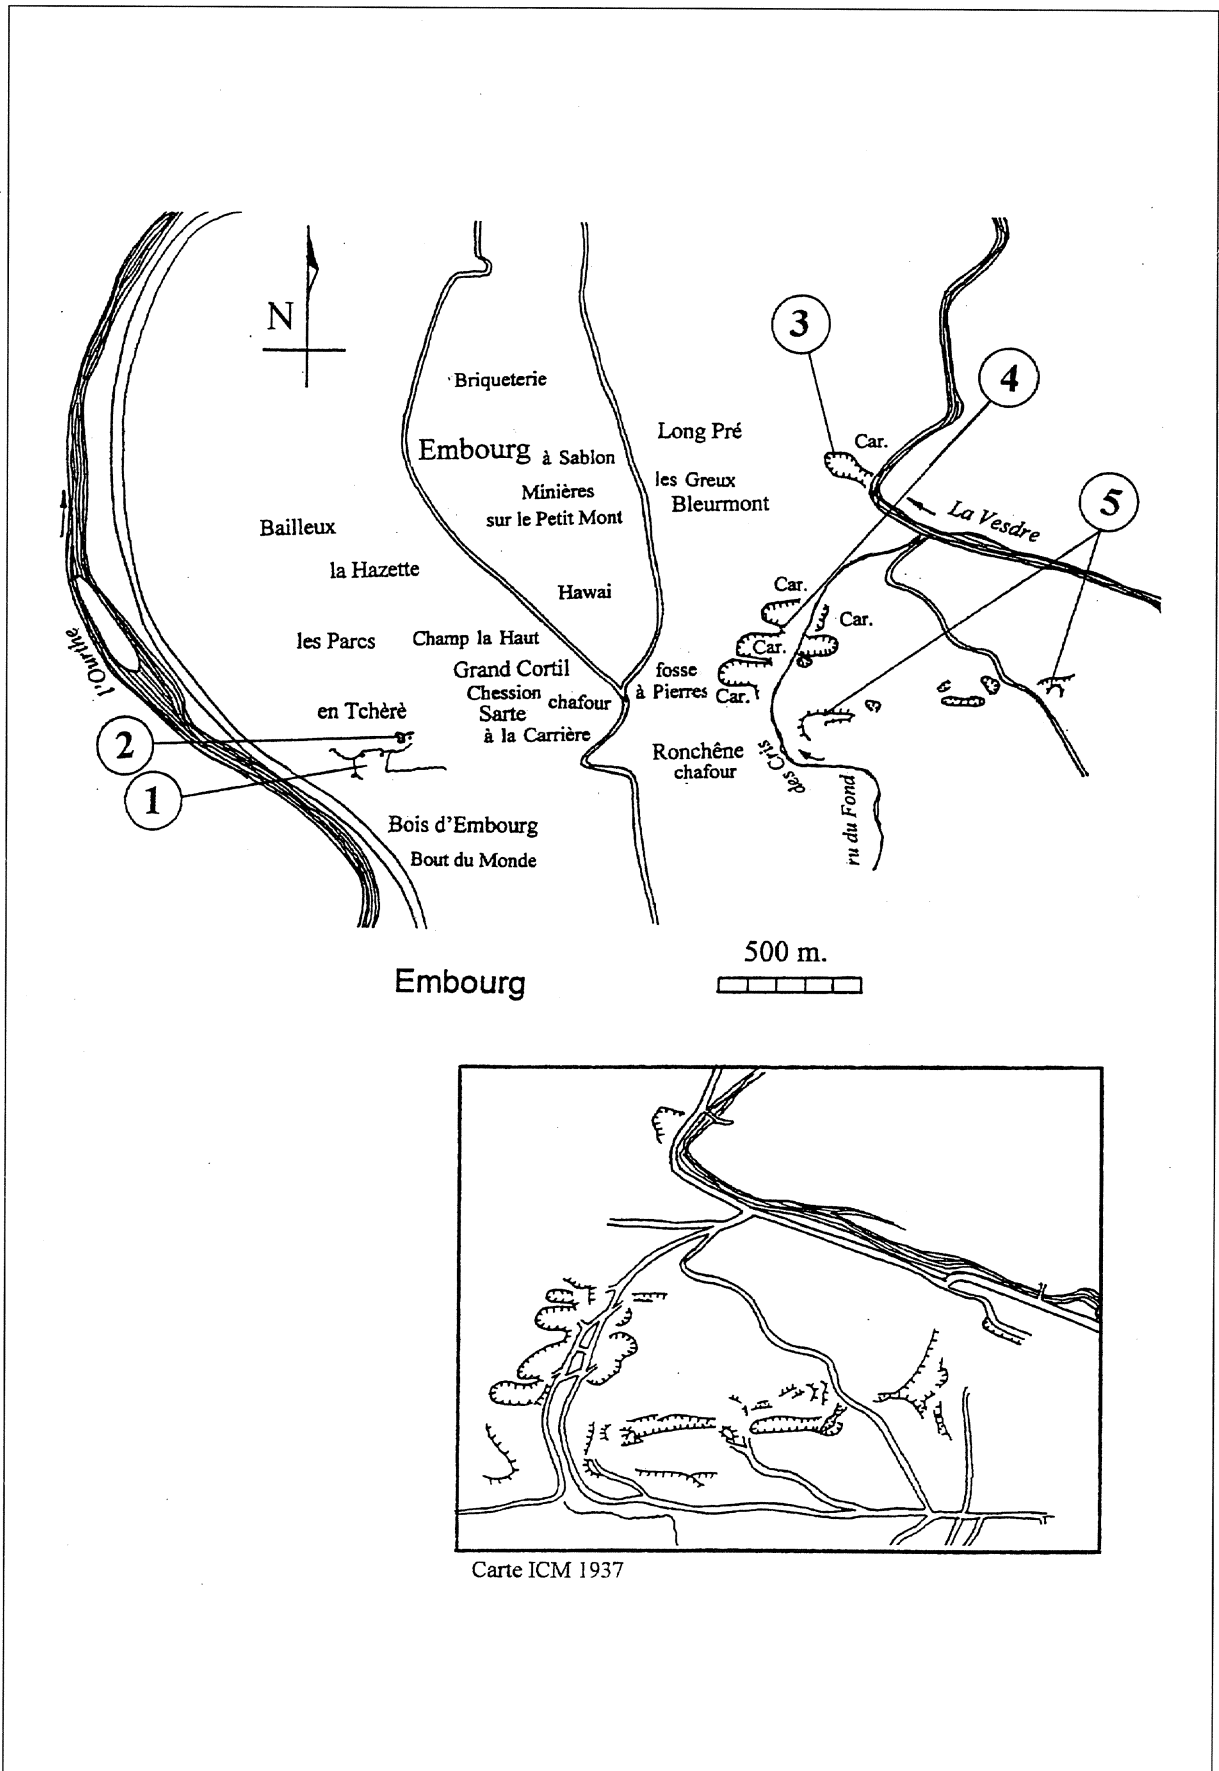 N
3
4
Briqueterie
Long Pré
Car.
Embourg
à Sablon
les Greux
Bleurmont
Minières
sur le Petit Mont
5
La Vesdre
Bailleux
la Hazette
Hawai
Car.
Car.
Car.
Car.
l'Ourthe
les Parcs
Champ la Haut
Grand Cortil
Chession
chafour
Sarte
à la Carrière
fosse
à Pierres
en Tchèrè
2
1
Ronchêne
chafour
ru du Fond
des Cris
Bois d'Embourg
Bout du Monde
500 m.
Embourg
Carte ICM 1937